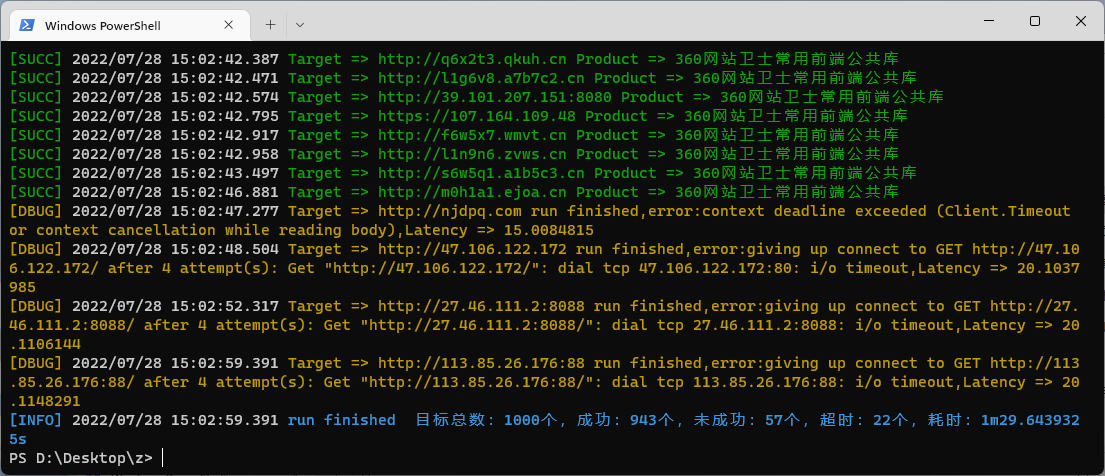 Windows PowerShell
[SUCC] 2022/07/28 15:02:42.387 Target => http://q6x2t3.qkuh.cn Product => 360网站卫士常用前端公共库
[SUCC] 2022/07/28 15:02:42.471 Target => http://l1g6v8.a7b7c2.cn Product => 360网站卫士常用前端公共库
[SUCC] 2022/07/28 15:02:42.574 Target => http://39.101.207.151:8080 Product => 360网站卫士常用前端公共库
[SUCC] 2022/07/28 15:02:42.795 Target => https://107.164.109.48 Product => 360网站卫士常用前端公共库
[SUCC] 2022/07/28 15:02:42.917 Target => http://f6w5x7.wmvt.cn Product => 360网站卫士常用前端公共库
[SUCC] 2022/07/28 15:02:42.958 Target => http://l1n9n6.zvws.cn Product => 360网站卫士常用前端公共库
[SUCC] 2022/07/28 15:02:43.497 Target => http://s6w5q1.a1b5c3.cn Product => 360网站卫士常用前端公共库
[SUCC] 2022/07/28 15:02:46.881 Target => http://m0h1a1.ejoa.cn Product => 360网站卫士常用前端公共库
[DBUG] 2022/07/28 15:02:47.277 Target => http://njdpq.com run finished,error:context deadline exceeded (Client.Timeout
or context cancellation while reading body),Latency => 15.0084815
[DBUG] 2022/07/28 15:02:48.504 Target => http://47.106.122.172 run finished,error:giving up connect to GET http://47.10
6.122.172/ after 4 attempt(s): Get "http://47.106.122.172/": dial tcp 47.106.122.172:80: i/o timeout,Latency => 20.1037
985
[DBUG] 2022/07/28 15:02:52.317 Target => http://27.46.111.2:8088 run finished,error:giving up connect to GET http://27.
46.111.2:8088/ after 4 attempt(s): Get "http://27.46.111.2:8088/": dial tcp 27.46.111.2:8088: i/o timeout,Latency => 20
.1106144
[DBUG] 2022/07/28 15:02:59.391 Target => http://113.85.26.176:88 run finished,error:giving up connect to GET http://113
.85.26.176:88/ after 4 attempt(s): Get "http://113.85.26.176:88/": dial tcp 113.85.26.176:88: i/o timeout,Latency => 20
.1148291
[INFO] 2022/07/28 15:02:59.391 run finished  目标总数: 1000个, 成功: 943个, 未成功: 57个, 超时: 22个, 耗时: 1m29.643932
5s
PS D:\Desktop\z>